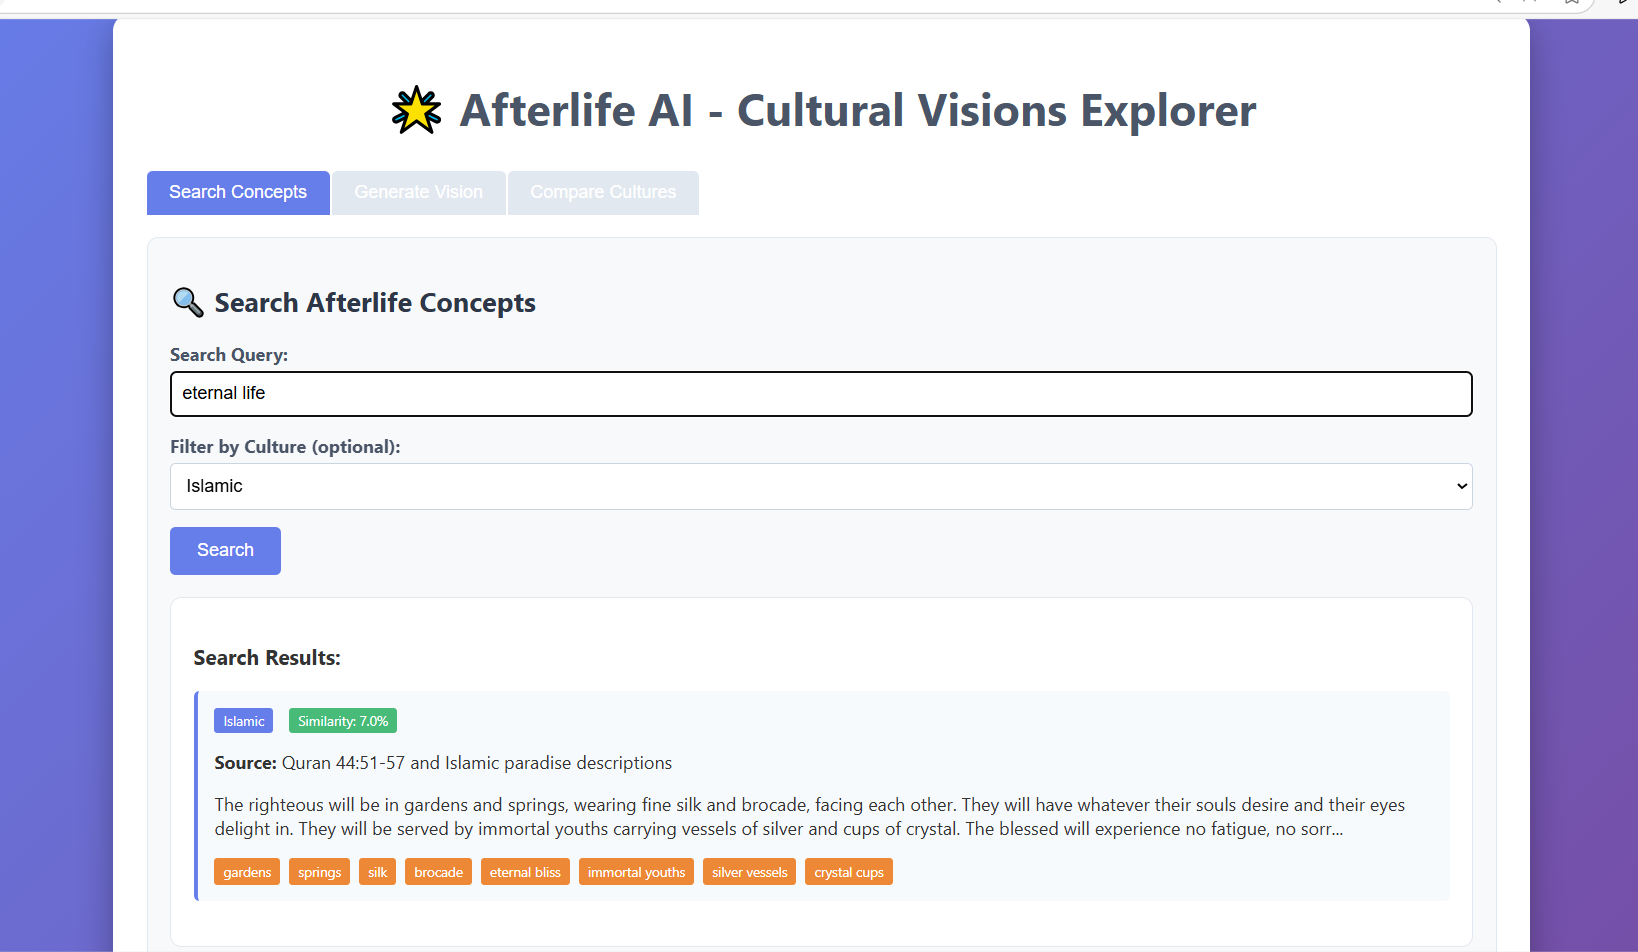 Afterlife AI - Cultural Visions Explorer
Search Concepts
Generate Vision
Compare Cultures
Search Afterlife Concepts
Search Query:
eternal life
Filter by Culture (optional):
Islamic
Search
Search Results:
Islamic
Similarity: 7.0%
Source: Quran 44:51-57 and Islamic paradise descriptions
The righteous will be in gardens and springs, wearing fine silk and brocade, facing each other. They will have whatever their souls desire and their eyes
delight in. They will be served by immortal youths carrying vessels of silver and cups of crystal. The blessed will experience no fatigue, no sorr...
gardens
springs
silk
brocade
eternal bliss
immortal youths
silver vessels
crystal cups